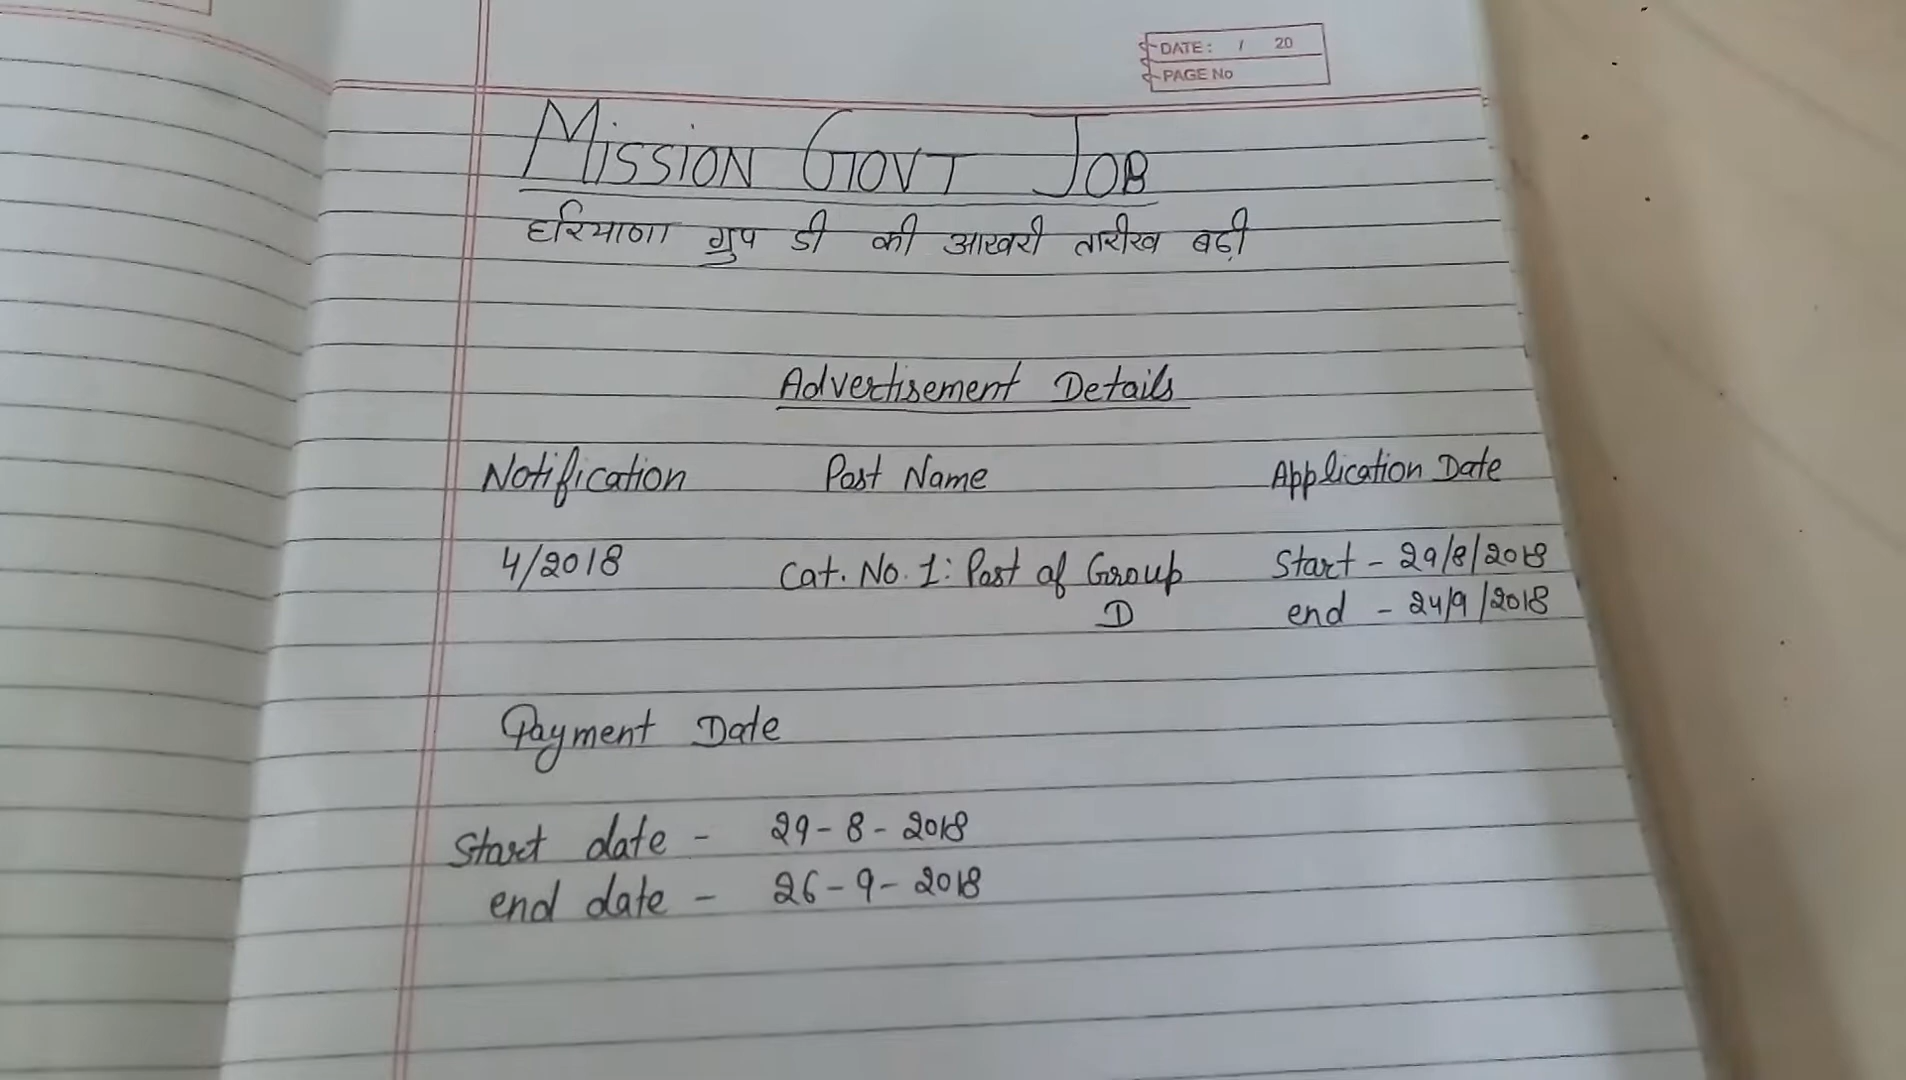 DATE: / 20
PAGE No
MISSION GOVT JOB
हरियाणा ग्रुप डी की आखरी तारीख बढ़ी
Advertisement Details
Notification Post Name Application Date
4/2018 Cat. No. 1: Post of Group Start - 29/8/2018
D end - 24/9/2018
Payment Date
Start date - 29-8-2018
end date - 26-9-2018